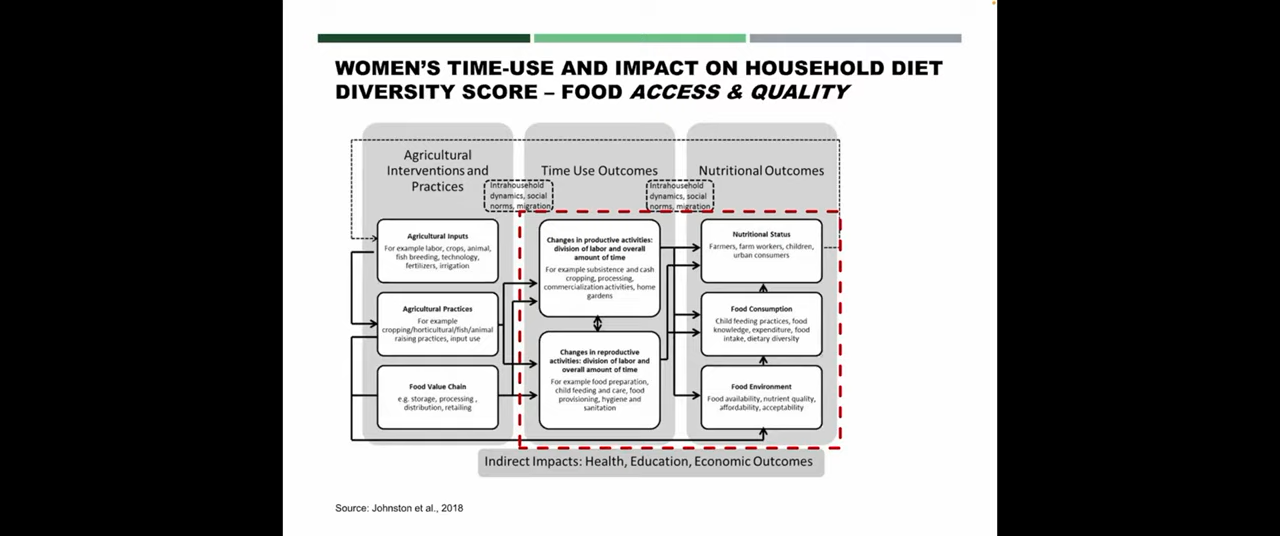 WOMEN'S TIME-USE AND IMPACT ON HOUSEHOLD DIET
DIVERSITY SCORE – FOOD ACCESS & QUALITY
Agricultural
Interventions and
Practices
Time Use Outcomes
Nutritional Outcomes
Intrahousehold
dynamics, social
norms, migration
Intrahousehold
dynamics, social
norms, migration
Agricultural Inputs
For example labor, crops, animal,
fish breeding, technology,
fertilizers, irrigation
Agricultural Practices
For example
cropping/horticultural/fish/animal
raising practices, input use
Food Value Chain
e.g. storage, processing ,
distribution, retailing
Changes in productive activities:
division of labor and overall
amount of time
For example subsistence and cash
cropping, processing,
commercialization activities, home
gardens
Changes in reproductive
activities: division of labor and
overall amount of time
For example food preparation,
child feeding and care, food
provisioning, hygiene and
sanitation
Nutritional Status
Farmers, farm workers, children,
urban consumers
Food Consumption
Child feeding practices, food
knowledge, expenditure, food
intake, dietary diversity
Food Environment
Food availability, nutrient quality,
affordability, acceptability
Indirect Impacts: Health, Education, Economic Outcomes
Source: Johnston et al., 2018